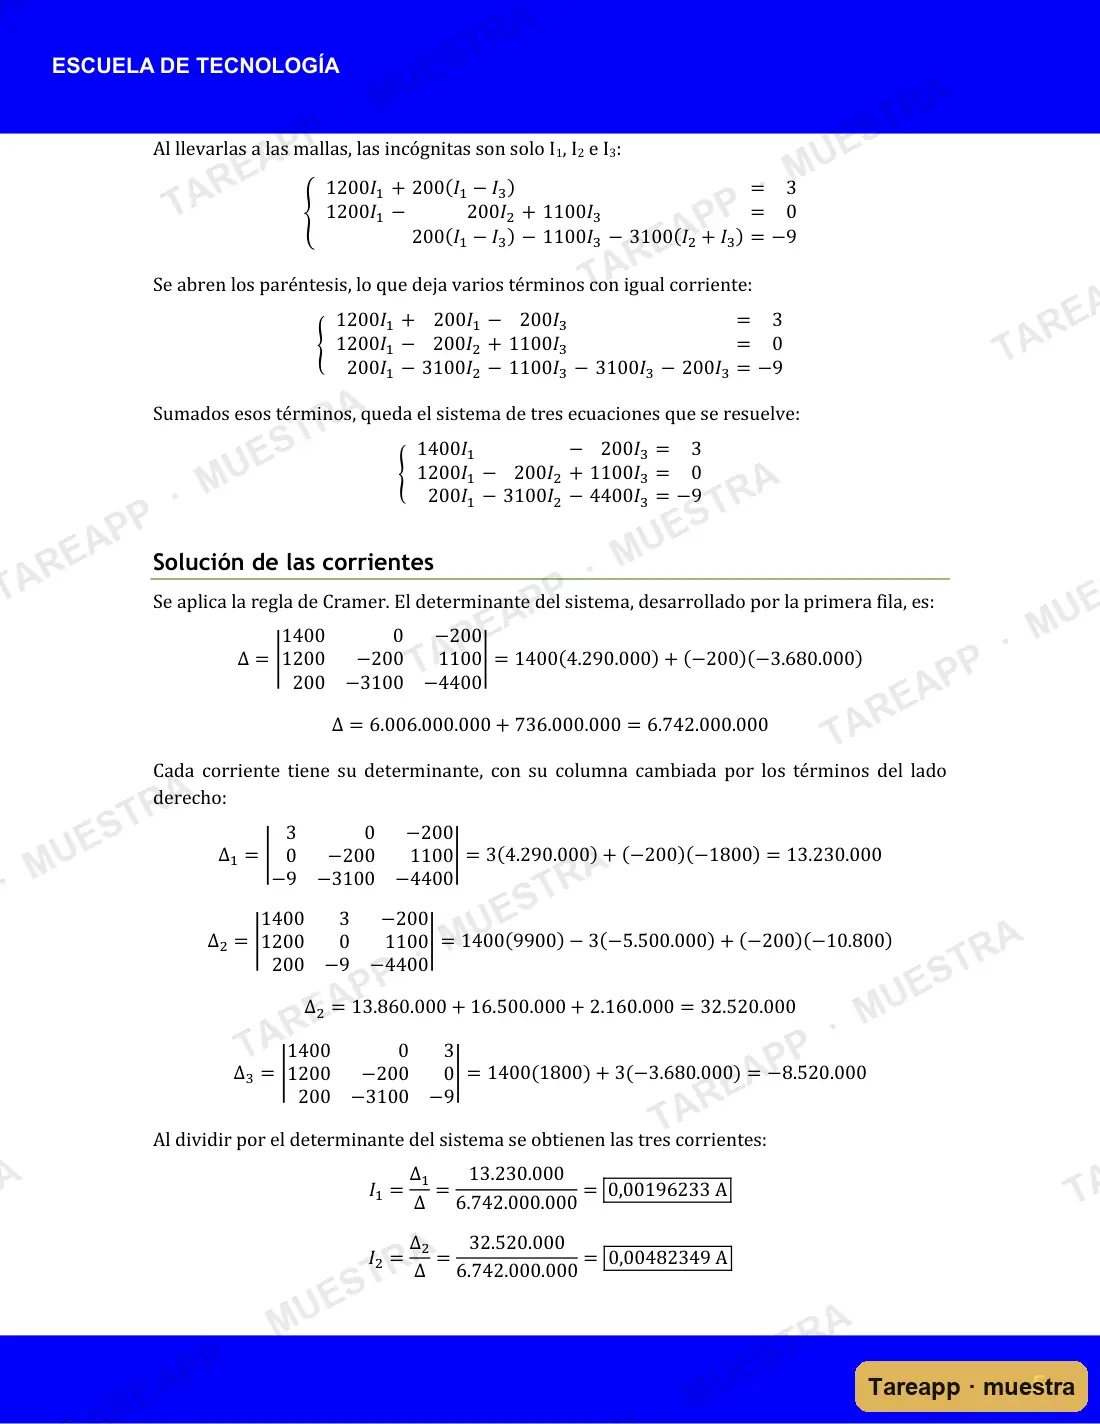 ESCUELA DE TECNOLOGÍA
Al llevarlas a las mallas, las incógnitas son solo I₁, I₂ e I₃:
1200I₁ + 200(I₁ − I₃) = 3
1200I₁ − 200I₂ + 1100I₃ = 0
200(I₁ − I₃) − 1100I₃ − 3100(I₂ + I₃) = −9
Se abren los paréntesis, lo que deja varios términos con igual corriente:
1200I₁ + 200I₁ − 200I₃ = 3
1200I₁ − 200I₂ + 1100I₃ = 0
200I₁ − 3100I₂ − 1100I₃ − 3100I₃ − 200I₃ = −9
Sumados esos términos, queda el sistema de tres ecuaciones que se resuelve:
1400I₁ − 200I₃ = 3
1200I₁ − 200I₂ + 1100I₃ = 0
200I₁ − 3100I₂ − 4400I₃ = −9
Solución de las corrientes
Se aplica la regla de Cramer. El determinante del sistema, desarrollado por la primera fila, es:
1400 0 −200
Δ = |1200 −200 1100| = 1400(4.290.000) + (−200)(−3.680.000)
200 −3100 −4400
Δ = 6.006.000.000 + 736.000.000 = 6.742.000.000
Cada corriente tiene su determinante, con su columna cambiada por los términos del lado
derecho:
3 0 −200
Δ₁ = |0 −200 1100| = 3(4.290.000) + (−200)(−1800) = 13.230.000
−9 −3100 −4400
1400 3 −200
Δ₂ = |1200 0 1100| = 1400(9900) − 3(−5.500.000) + (−200)(−10.800)
200 −9 −4400
Δ₂ = 13.860.000 + 16.500.000 + 2.160.000 = 32.520.000
1400 0 3
Δ₃ = |1200 −200 0| = 1400(1800) + 3(−3.680.000) = −8.520.000
200 −3100 −9
Al dividir por el determinante del sistema se obtienen las tres corrientes:
I₁ = Δ₁/Δ = 13.230.000/6.742.000.000 = 0,00196233 A
I₂ = Δ₂/Δ = 32.520.000/6.742.000.000 = 0,00482349 A
Tareapp · muestra